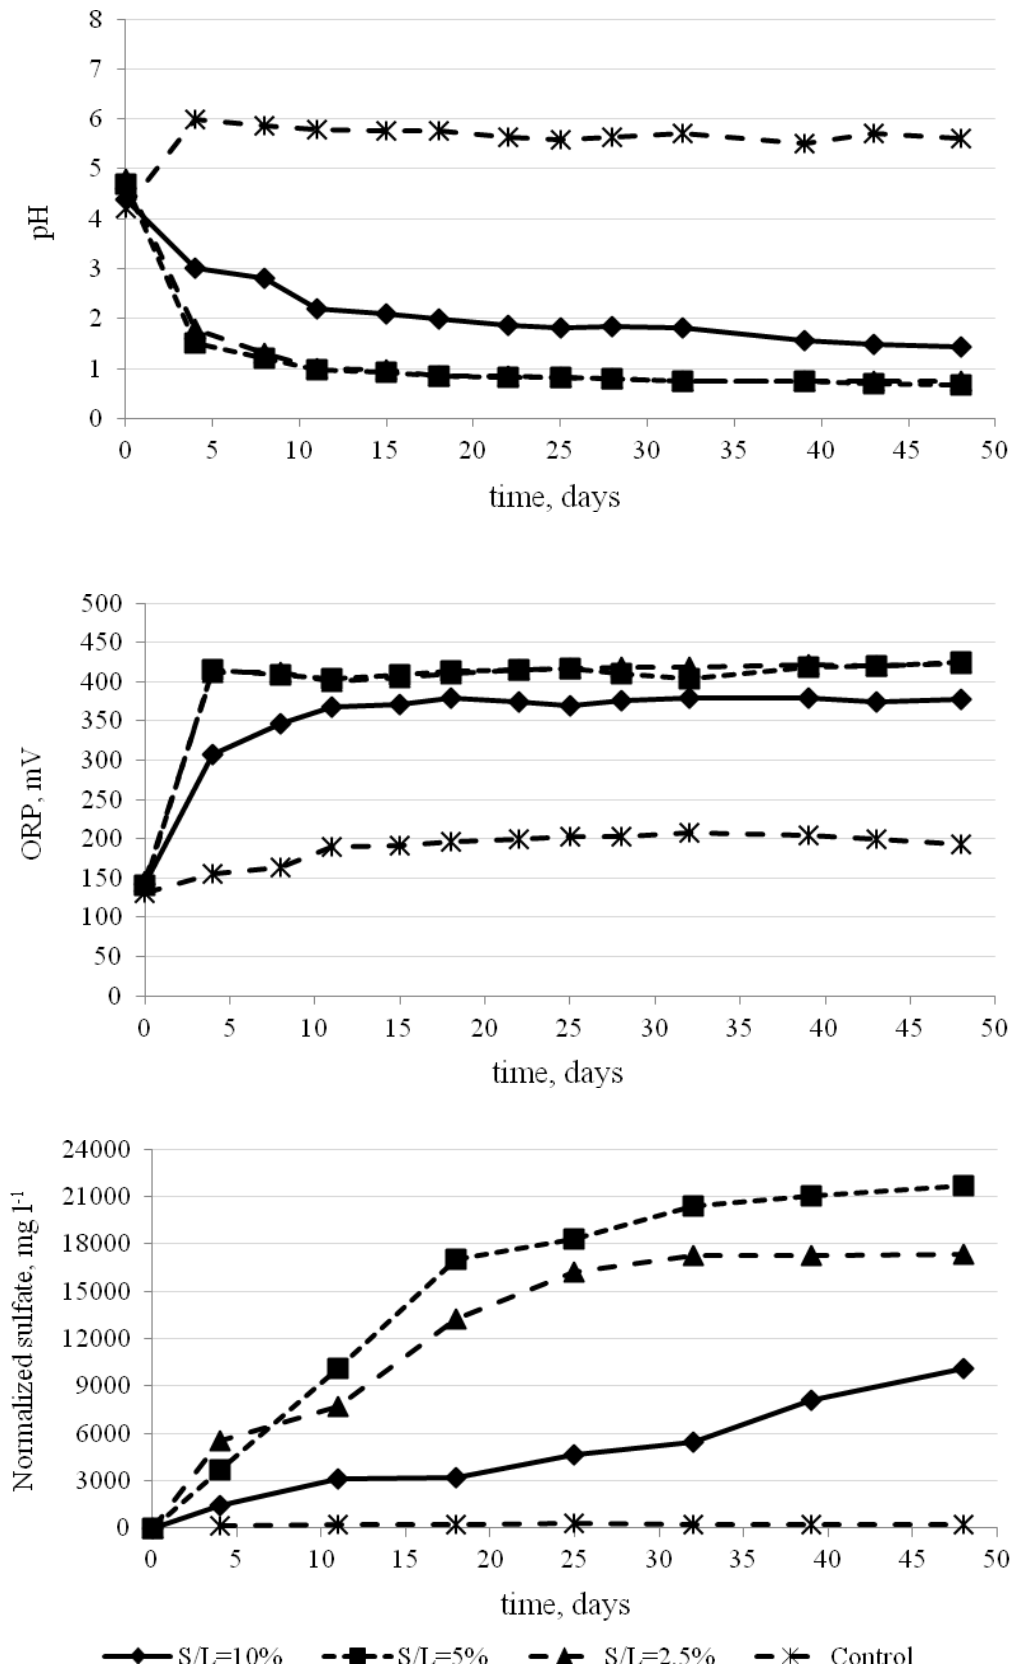 8
7
6
5
4
3
2
1
0
pH
0 5 10 15 20 25 30 35 40 45 50
time, days
500
450
400
350
300
250
200
150
100
50
0
ORP, mV
0 5 10 15 20 25 30 35 40 45 50
time, days
24000
21000
18000
15000
12000
9000
6000
3000
0
Normalized sulfate, mg l⁻¹
0 5 10 15 20 25 30 35 40 45 50
time, days
S/L=10% S/L=5% S/L=2.5% Control